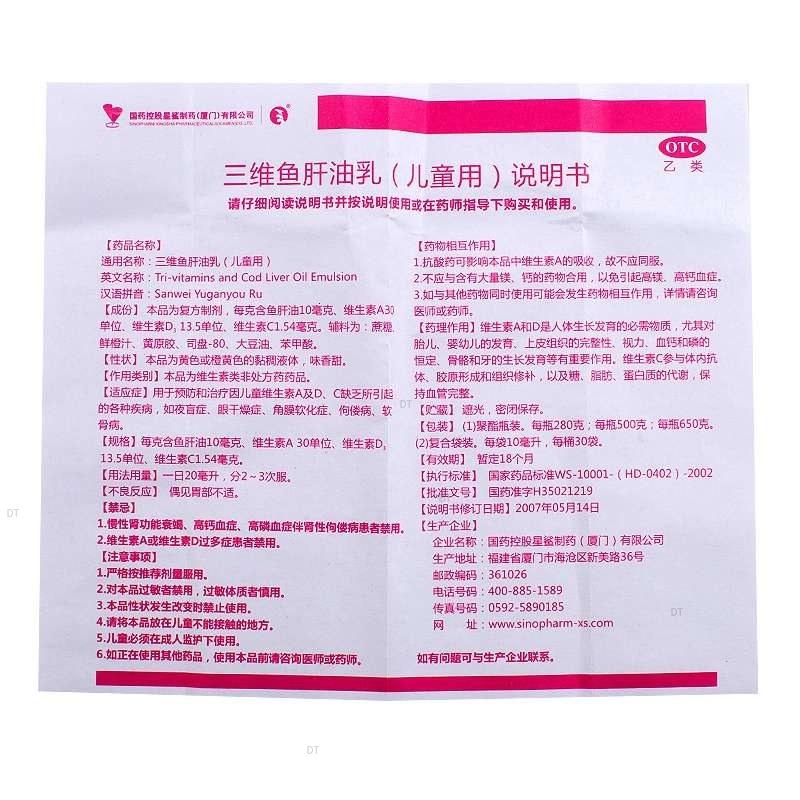 国药控股星鲨制药(厦门)有限公司
SINOPHARM XINGSHA PHARMACEUTICAL(XIAMEN) CO.,LTD.
OTC
乙 类
三维鱼肝油乳(儿童用)说明书
请仔细阅读说明书并按说明使用或在药师指导下购买和使用。
【药品名称】
通用名称：三维鱼肝油乳（儿童用）
英文名称：Tri-vitamins and Cod Liver Oil Emulsion
汉语拼音：Sanwei Yuganyou Ru
【成份】 本品为复方制剂，每克含鱼肝油10毫克、维生素A30
单位、维生素D₃ 13.5单位、维生素C1.54毫克。辅料为：蔗糖、
鲜橙汁、黄原胶、司盘-80、大豆油、苯甲酸。
【性状】 本品为黄色或橙黄色的黏稠液体，味香甜。
【作用类别】本品为维生素类非处方药药品。
【适应症】用于预防和治疗因儿童维生素A及D、C缺乏所引起
的各种疾病，如夜盲症、眼干燥症、角膜软化症、佝偻病、软
骨病。
【规格】每克含鱼肝油10毫克、维生素A 30单位、维生素D₃
13.5单位、维生素C1.54毫克。
【用法用量】一日20毫升，分2～3次服。
【不良反应】 偶见胃部不适。
【禁忌】
1.慢性肾功能衰竭、高钙血症、高磷血症伴肾性佝偻病患者禁用。
2.维生素A或维生素D过多症患者禁用。
【注意事项】
1.严格按推荐剂量服用。
2.对本品过敏者禁用，过敏体质者慎用。
3.本品性状发生改变时禁止使用。
4.请将本品放在儿童不能接触的地方。
5.儿童必须在成人监护下使用。
6.如正在使用其他药品，使用本品前请咨询医师或药师。
【药物相互作用】
1.抗酸药可影响本品中维生素A的吸收，故不应同服。
2.不应与含有大量镁、钙的药物合用，以免引起高镁、高钙血症。
3.如与其他药物同时使用可能会发生药物相互作用，详情请咨询
医师或药师。
【药理作用】维生素A和D是人体生长发育的必需物质，尤其对
胎儿、婴幼儿的发育、上皮组织的完整性、视力、血钙和磷的
恒定、骨骼和牙的生长发育等有重要作用。维生素C参与体内抗
体、胶原形成和组织修补，以及糖、脂肪、蛋白质的代谢，保
持血管完整。
【贮藏】 遮光，密闭保存。
【包装】 (1)聚酯瓶装。每瓶280克；每瓶500克；每瓶650克。
(2)复合袋装。每袋10毫升，每桶30袋。
【有效期】 暂定18个月
【执行标准】 国家药品标准WS-10001-（HD-0402）-2002
【批准文号】 国药准字H35021219
【说明书修订日期】2007年05月14日
【生产企业】
企业名称：国药控股星鲨制药（厦门）有限公司
生产地址：福建省厦门市海沧区新美路36号
邮政编码：361026
电话号码：400-885-1589
传真号码：0592-5890185
网 址：www.sinopharm-xs.com
如有问题可与生产企业联系。
DT
DT
DT
DT
DT